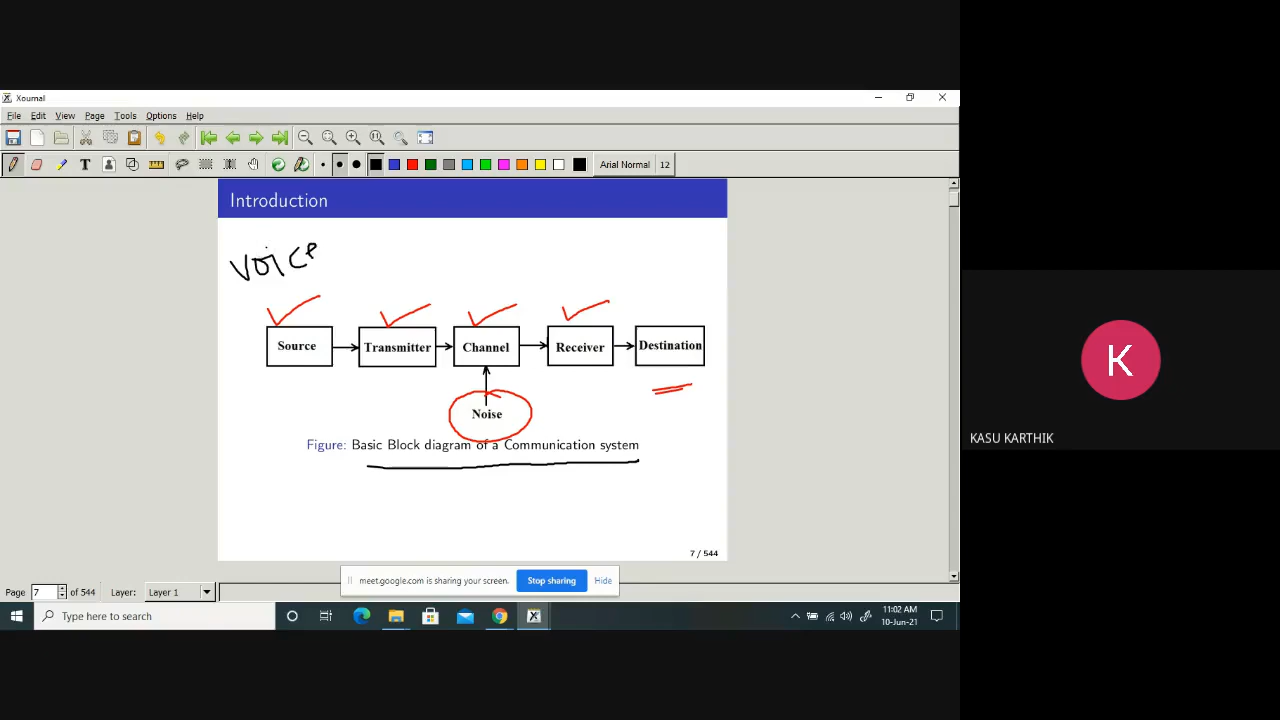 Xournal
File Edit View Page Tools Options Help
Arial Normal 12
Introduction
voice
Source Transmitter Channel Receiver Destination
Noise
Figure: Basic Block diagram of a Communication system
7 / 544
meet.google.com is sharing your screen. Stop sharing Hide
Page 7 of 544 Layer: Layer 1
Type here to search
11:02 AM
10-Jun-21
K
KASU KARTHIK